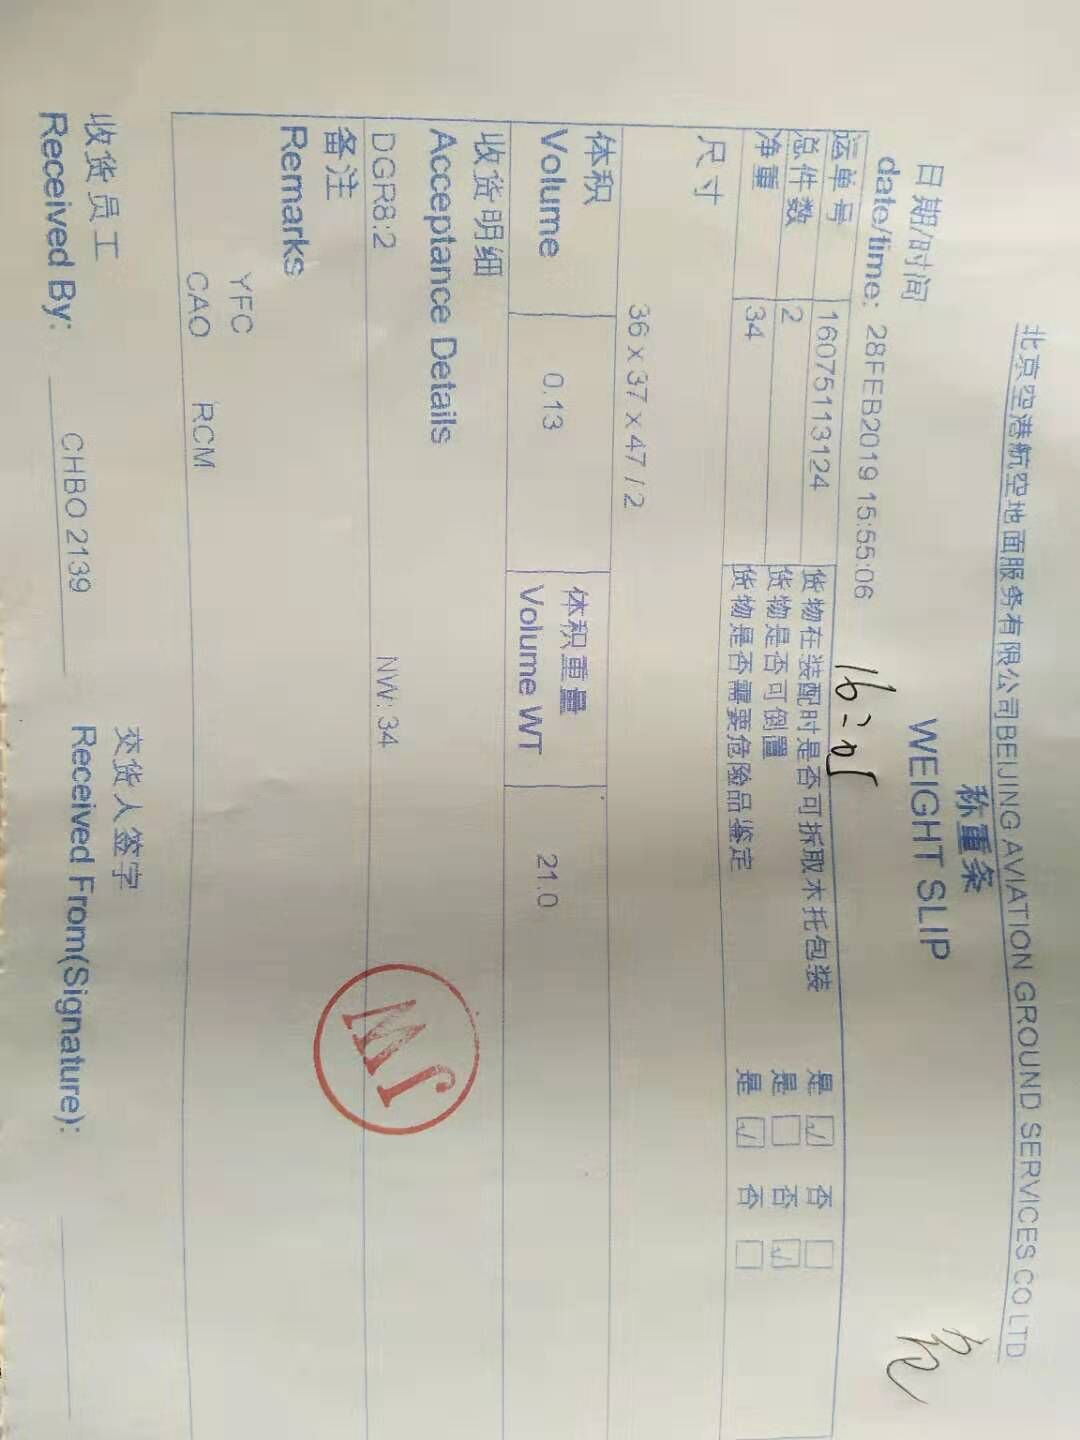 北京空港航空地面服务有限公司BEIJING AVIATION GROUND SERVICES CO LTD
称重条
WEIGHT SLIP
日期/时间
date/time: 28FEB2019 15:55:06
运单号 16075113124 货物在装配时是否可拆取木托包装 是 ☑ 否 ☐
总件数 2 货物是否可倒置 是 ☐ 否 ☑
净重 34 货物是否需要危险品鉴定 是 ☑ 否 ☐
尺寸
36 x 37 x 47 / 2
体积 Volume 0.13 体积重量 Volume WT 21.0
收货明细
Acceptance Details
DGR8:2 NW: 34
备注
Remarks
YFC
CAO RCM
JW
收货员工 交货人签字
Received By: CHBO 2139 Received From(Signature):